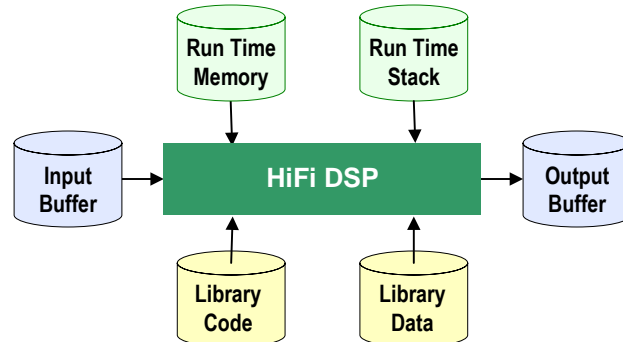 Run Time
Memory
Run Time
Stack
Input
Buffer
HiFi DSP
Output
Buffer
Library
Code
Library
Data